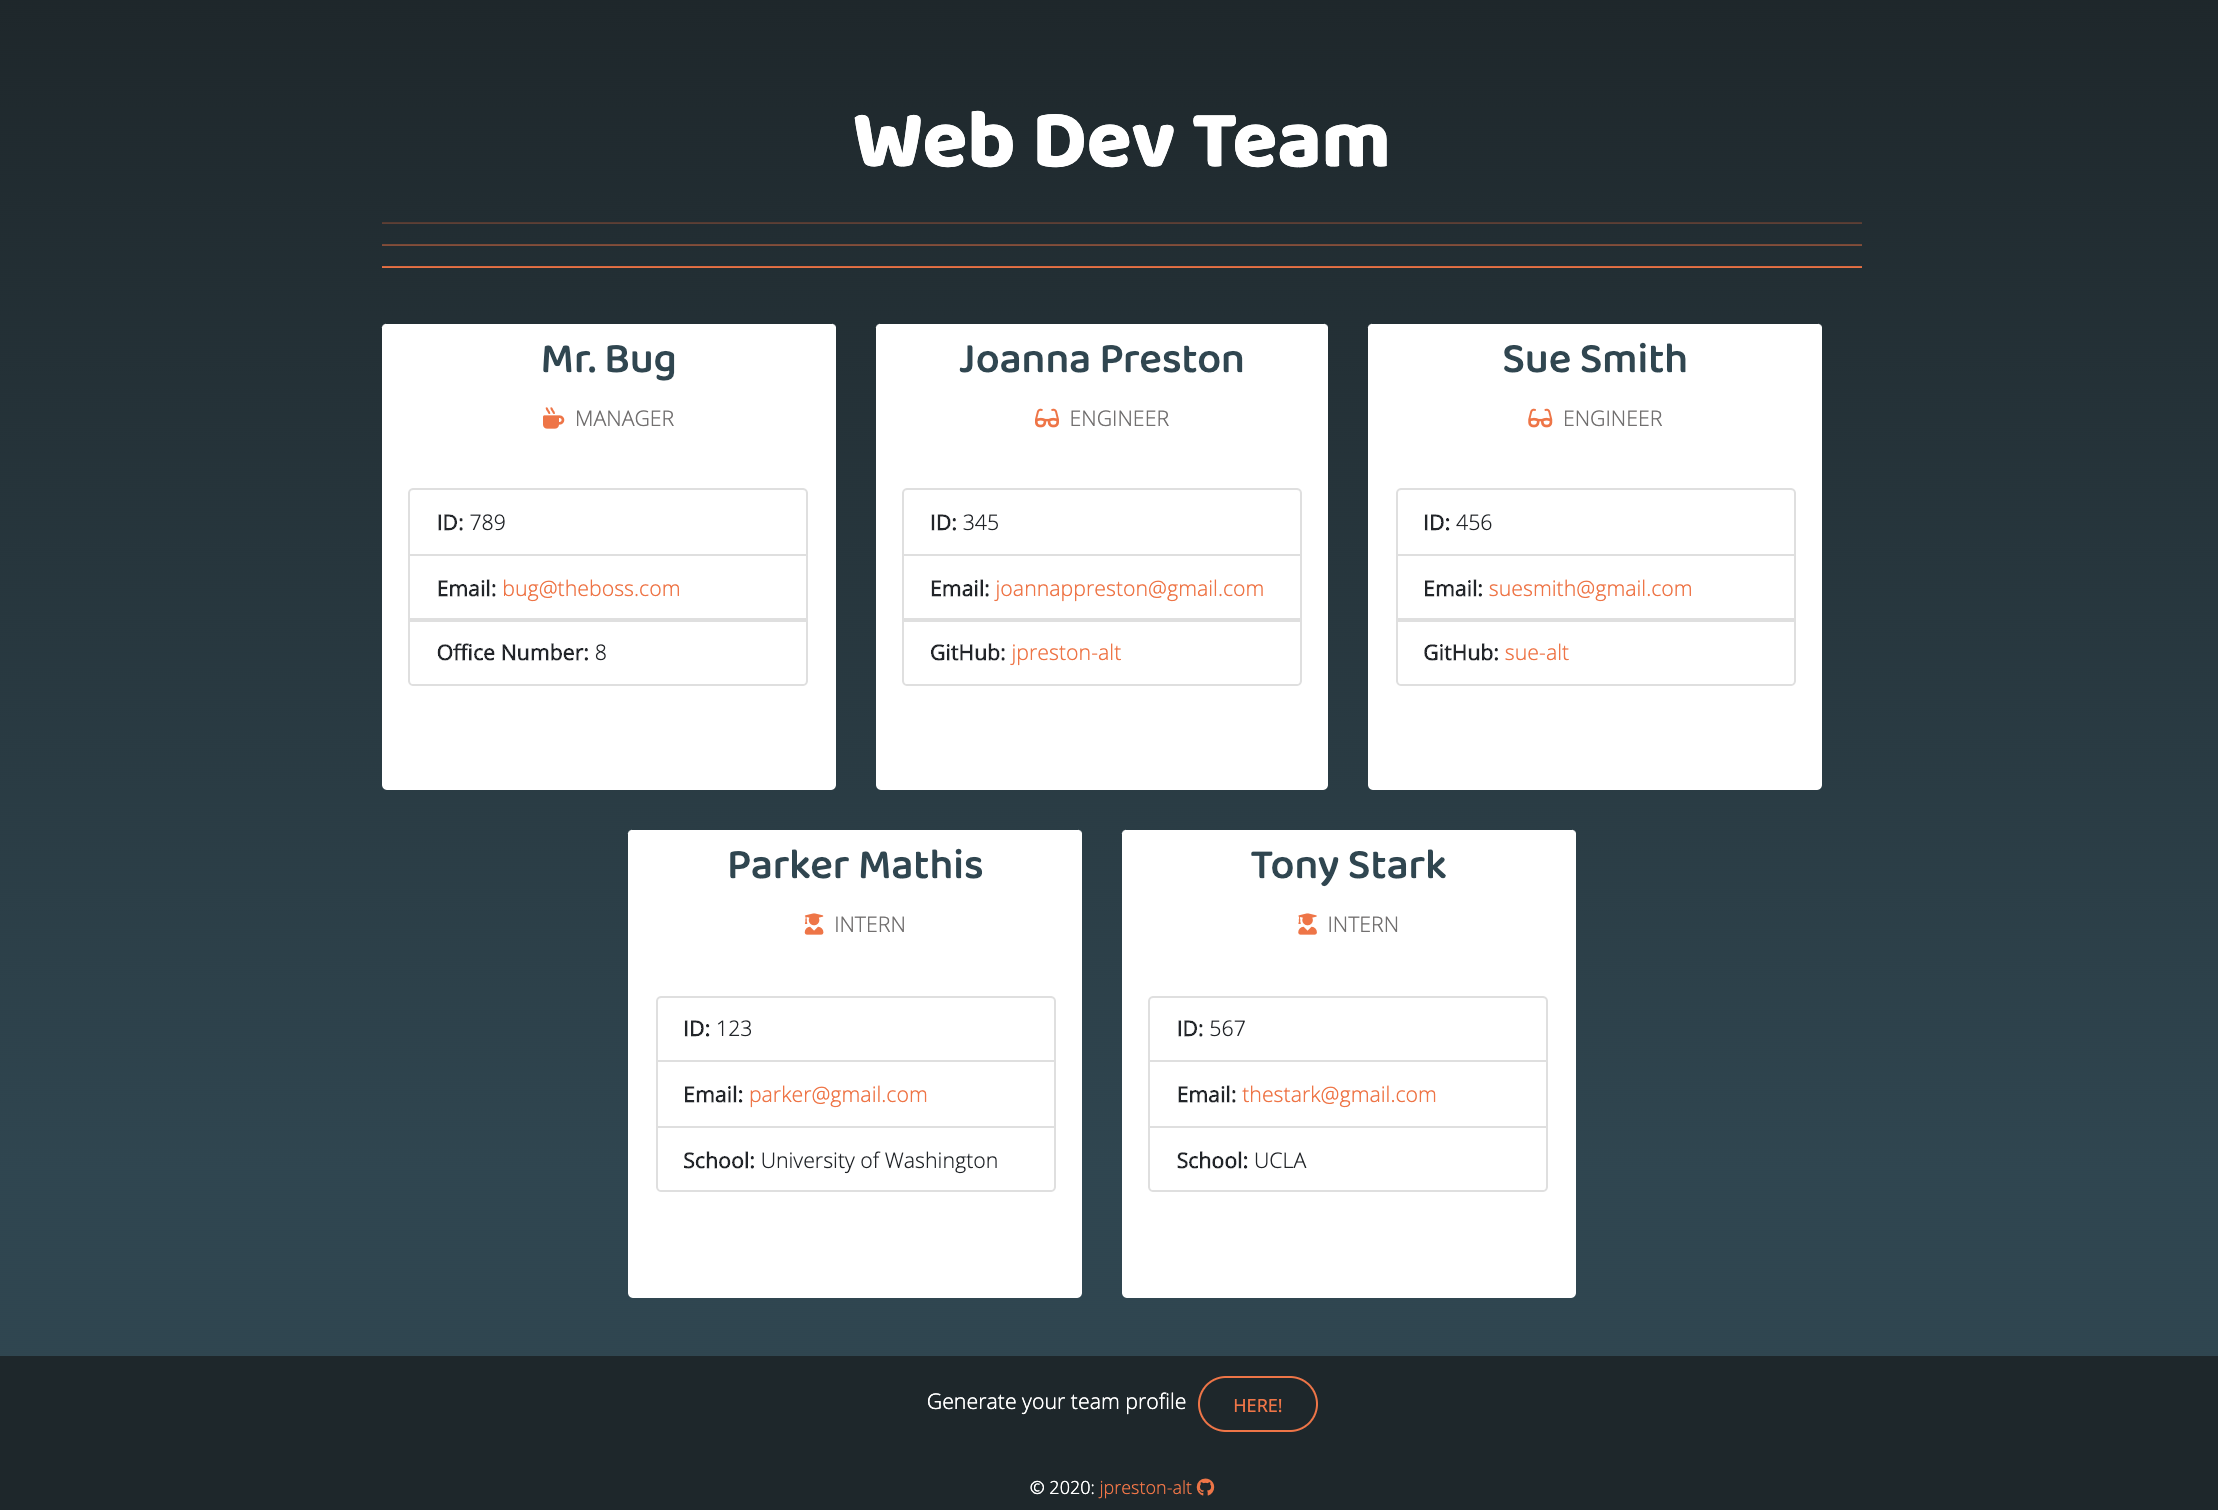 Web Dev Team
Mr. Bug
MANAGER
ID: 789
Email: bug@theboss.com
Office Number: 8
Joanna Preston
ENGINEER
ID: 345
Email: joannappreston@gmail.com
GitHub: jpreston-alt
Sue Smith
ENGINEER
ID: 456
Email: suesmith@gmail.com
GitHub: sue-alt
Parker Mathis
INTERN
ID: 123
Email: parker@gmail.com
School: University of Washington
Tony Stark
INTERN
ID: 567
Email: thestark@gmail.com
School: UCLA
Generate your team profile HERE!
© 2020: jpreston-alt